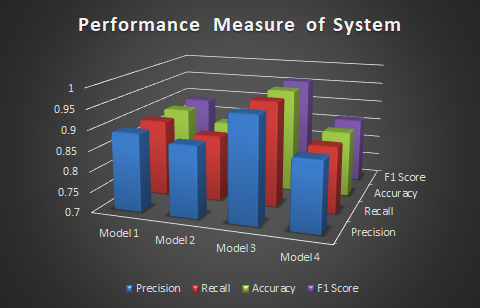 Performance Measure of System
1
0.95
0.9
0.85
0.8
0.75
0.7
Model 1
Model 2
Model 3
Model 4
F1 Score
Accuracy
Recall
Precision
Precision Recall Accuracy F1 Score